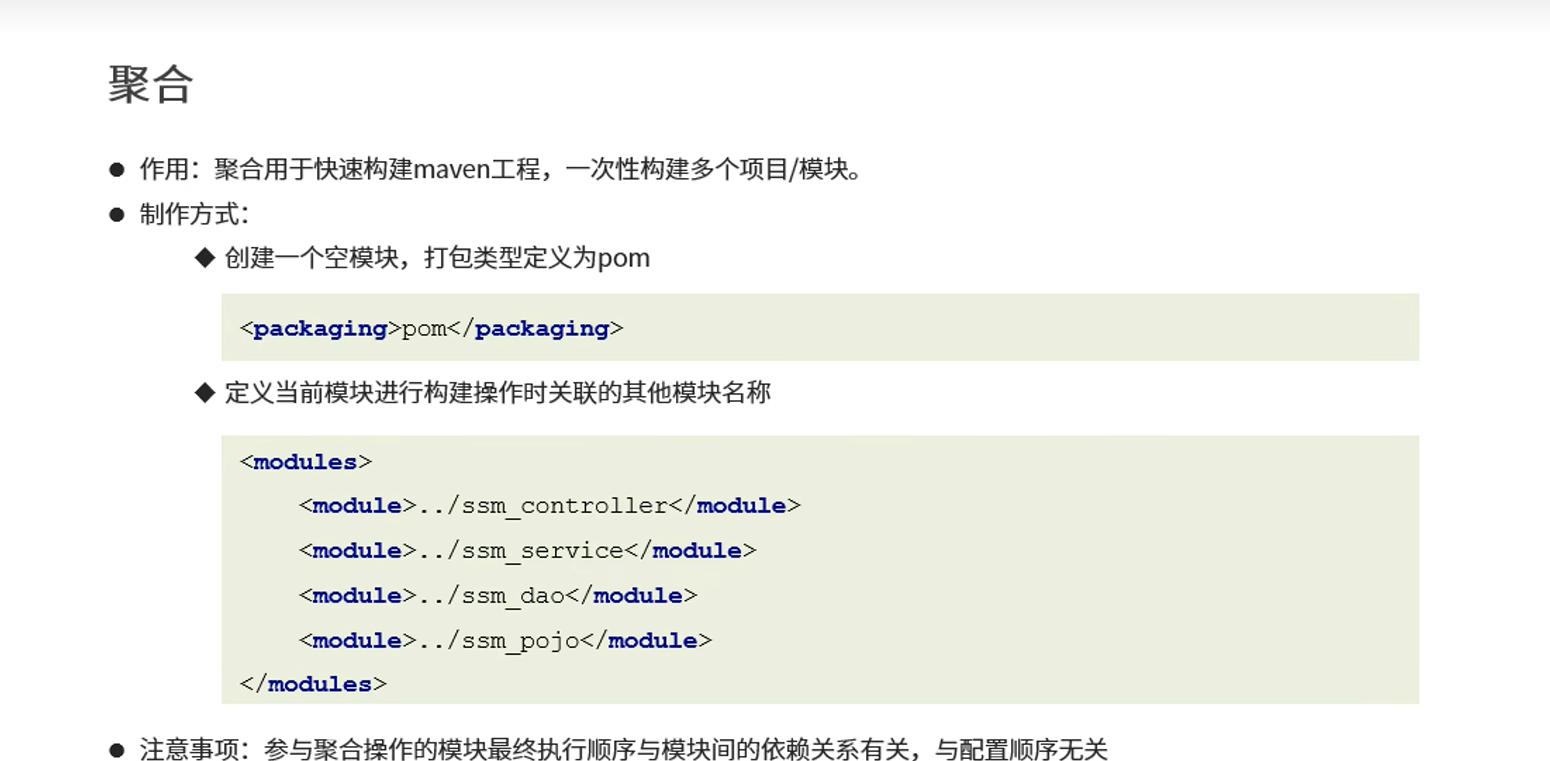 聚合
● 作用：聚合用于快速构建maven工程，一次性构建多个项目/模块。
● 制作方式：
◆ 创建一个空模块，打包类型定义为pom
<packaging>pom</packaging>
◆ 定义当前模块进行构建操作时关联的其他模块名称
<modules>
<module>../ssm_controller</module>
<module>../ssm_service</module>
<module>../ssm_dao</module>
<module>../ssm_pojo</module>
</modules>
● 注意事项：参与聚合操作的模块最终执行顺序与模块间的依赖关系有关，与配置顺序无关